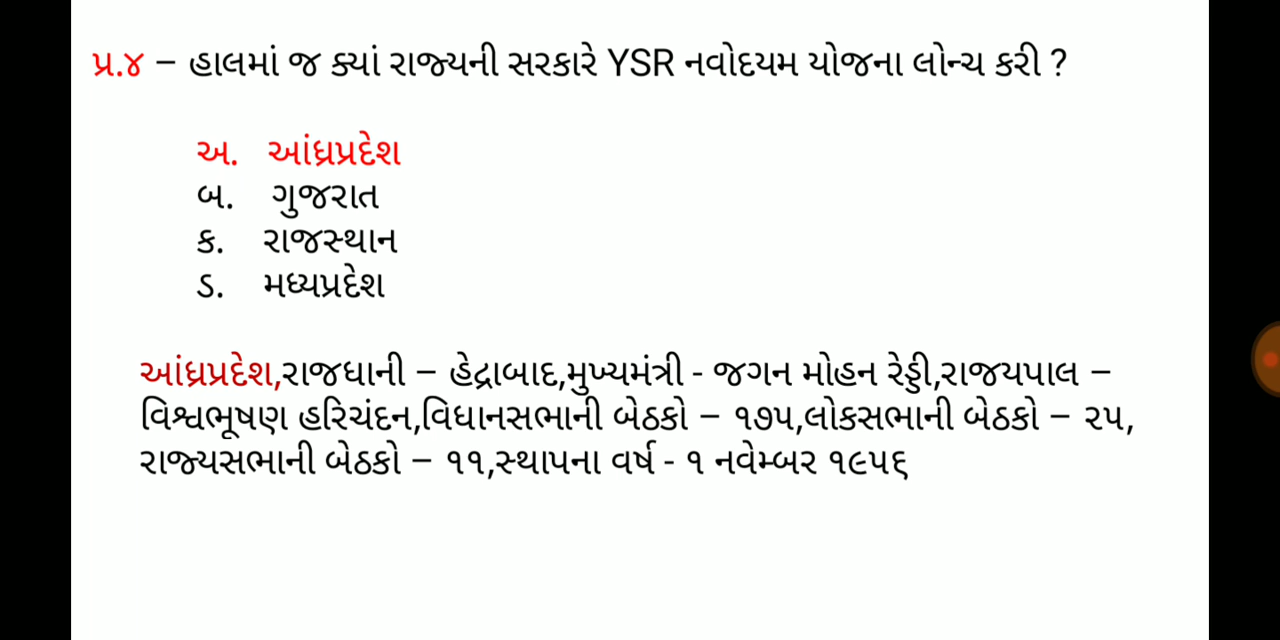 પ્ર.૪ – હાલમાં જ ક્યાં રાજ્યની સરકારે YSR નવોદયમ યોજના લોન્ચ કરી ?
અ. આંધ્રપ્રદેશ
બ. ગુજરાત
ક. રાજસ્થાન
ડ. મધ્યપ્રદેશ
આંધ્રપ્રદેશ,રાજધાની – હેદ્રાબાદ,મુખ્યમંત્રી - જગન મોહન રેડ્ડી,રાજયપાલ –
વિશ્વભૂષણ હરિચંદન,વિધાનસભાની બેઠકો – ૧૭૫,લોકસભાની બેઠકો – ૨૫,
રાજ્યસભાની બેઠકો – ૧૧,સ્થાપના વર્ષ - ૧ નવેમ્બર ૧૯૫૬